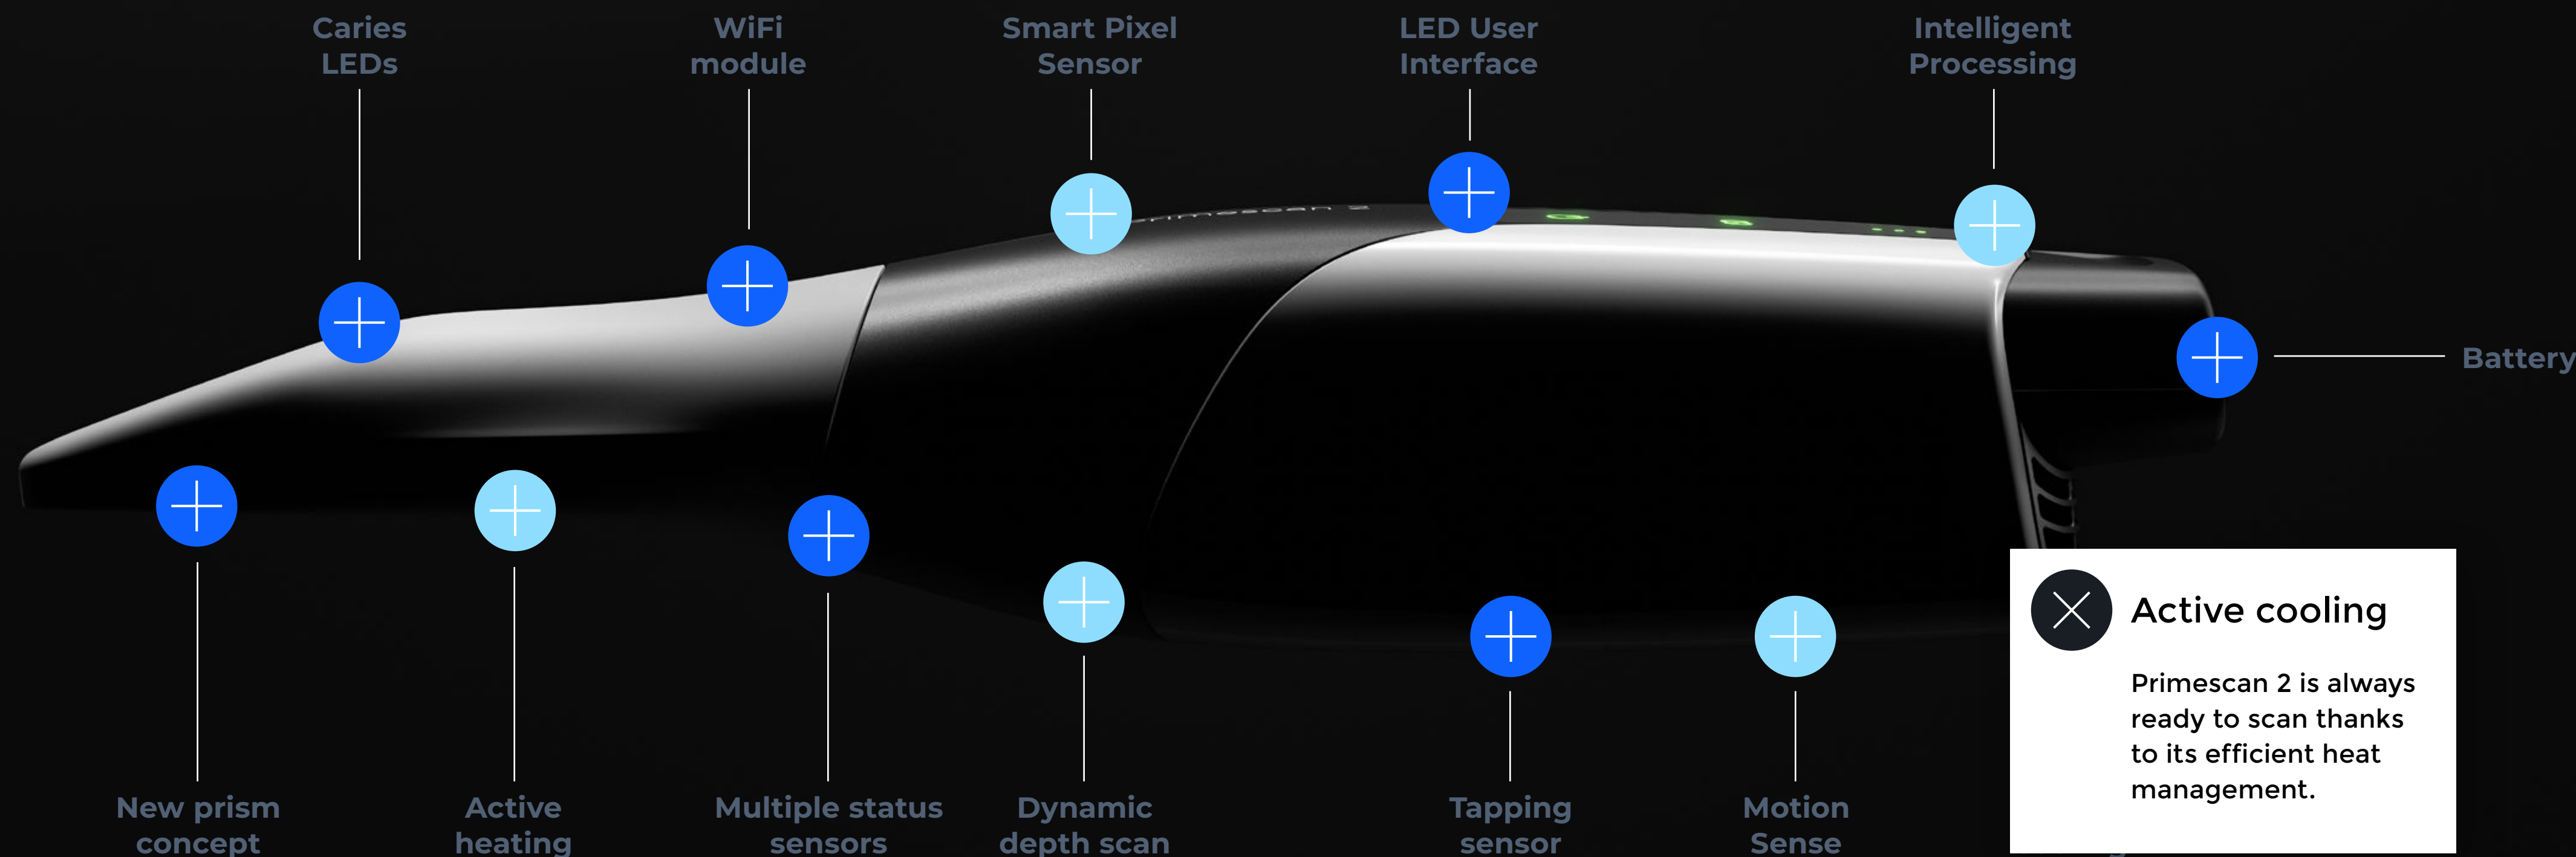 Caries
LEDs
WiFi
module
Smart Pixel
Sensor
LED User
Interface
Intelligent
Processing
primescan 2
Battery
New prism
concept
Active
heating
Multiple status
sensors
Dynamic
depth scan
Tapping
sensor
Motion
Sense
Active cooling
Primescan 2 is always
ready to scan thanks
to its efficient heat
management.